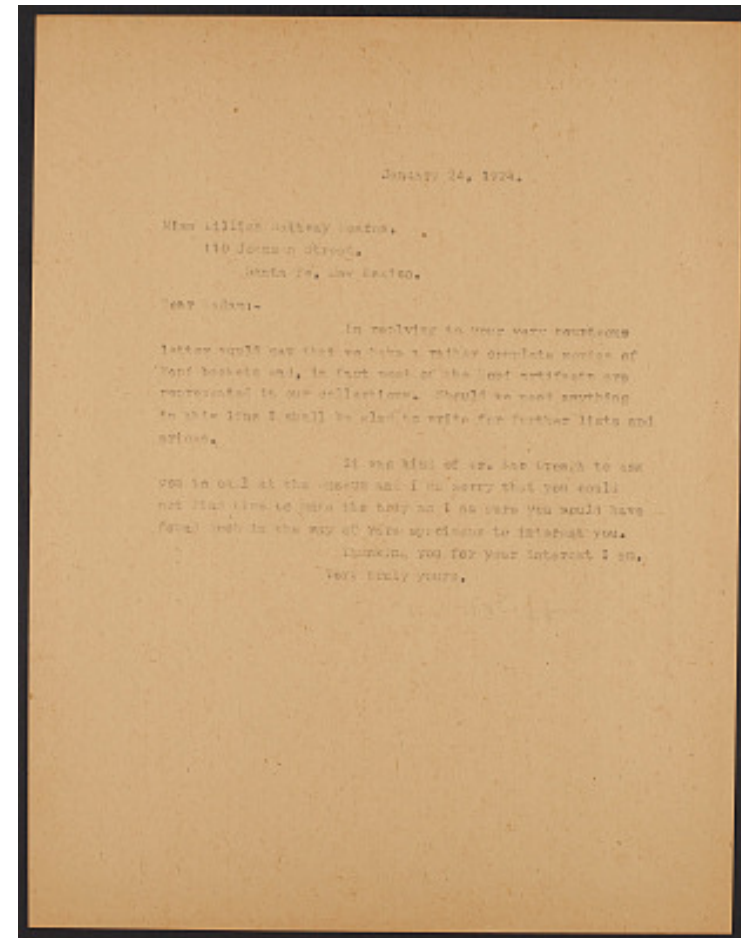 January 24, 1924.
Miss Lillian
110 Johnson Street,
Santa Fe, New Mexico.
Dear Madam:-
In replying to your very courteous
letter would say that we have a rather complete series of
Hopi baskets and, in fact most of the Hopi artifacts are
represented in our collections. Should we need anything
in this line I shall be glad to write for further lists and
prices.
It was kind of Mr. to ask
you to call at the museum and I am sorry that you could
not find time to make the trip as I am sure you would have
found much in the way of rare specimens to interest you.
Thanking you for your interest I am,
Very truly yours,